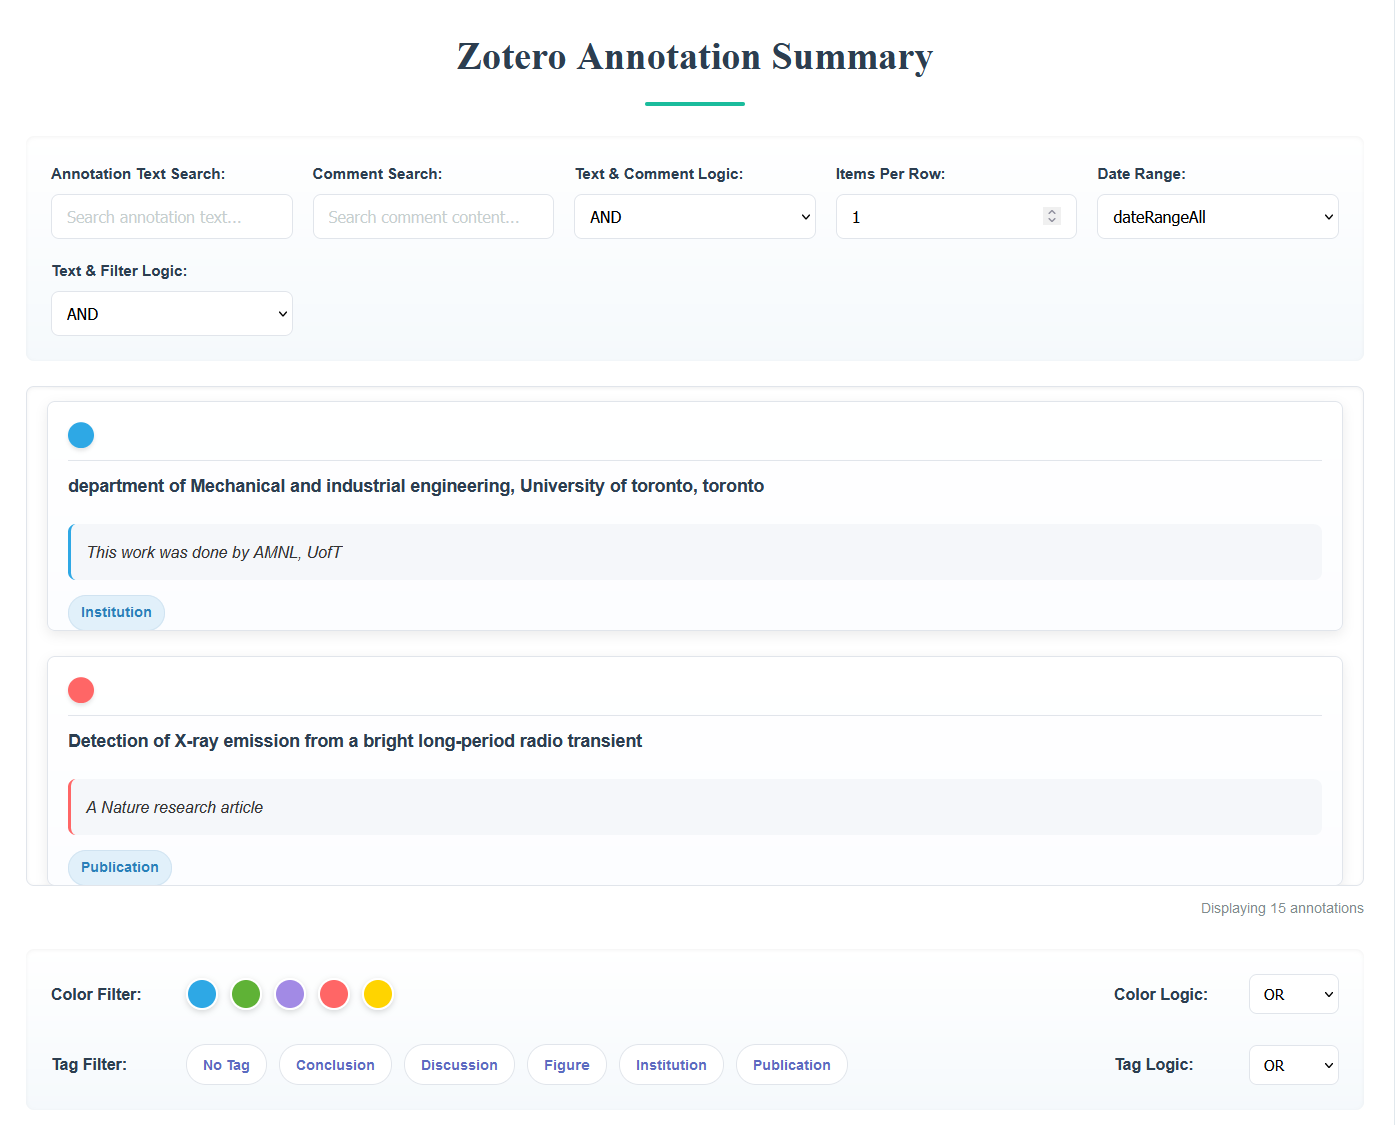 Zotero Annotation Summary
Annotation Text Search: Comment Search: Text & Comment Logic: Items Per Row: Date Range:
Search annotation text... Search comment content... AND 1 dateRangeAll
Text & Filter Logic:
AND
department of Mechanical and industrial engineering, University of toronto, toronto
This work was done by AMNL, UofT
Institution
Detection of X-ray emission from a bright long-period radio transient
A Nature research article
Publication
Displaying 15 annotations
Color Filter: Color Logic: OR
Tag Filter: No Tag Conclusion Discussion Figure Institution Publication Tag Logic: OR